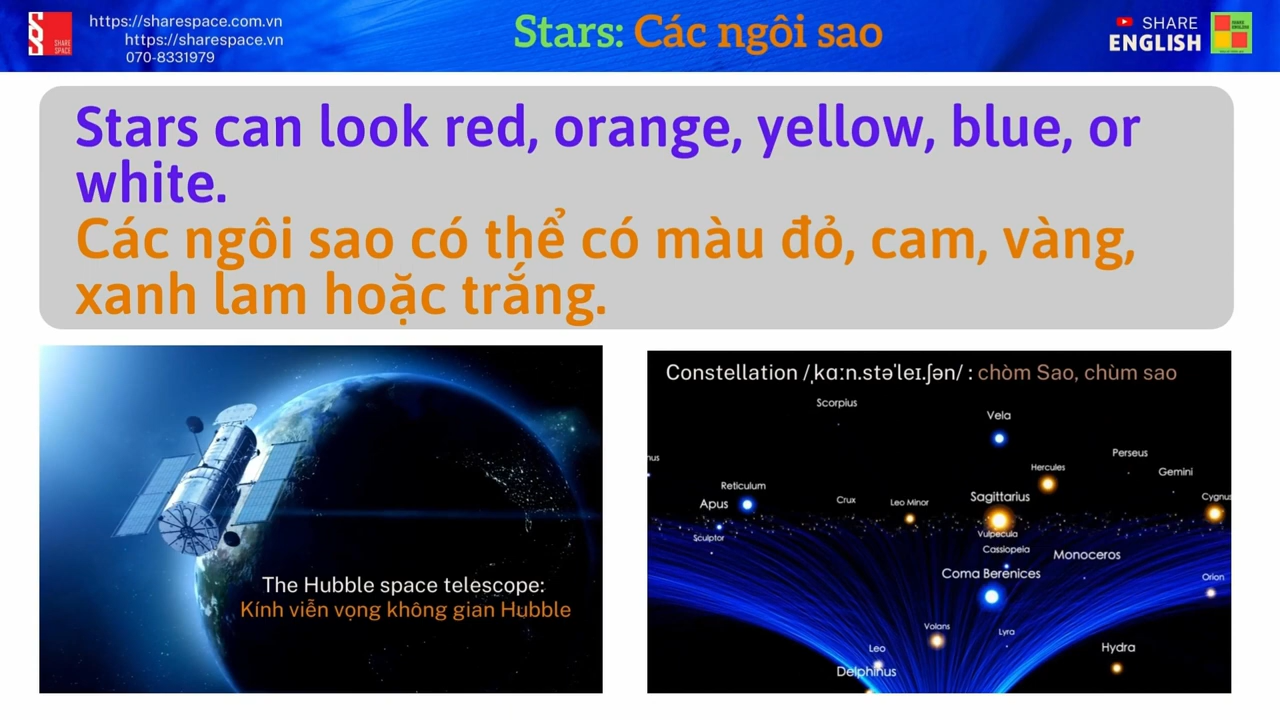 https://sharespace.com.vn
https://sharespace.vn
070-8331979
SHARE
SPACE
Stars: Các ngôi sao
SHARE
ENGLISH
Stars can look red, orange, yellow, blue, or
white.
Các ngôi sao có thể có màu đỏ, cam, vàng,
xanh lam hoặc trắng.
The Hubble space telescope:
Kính viễn vọng không gian Hubble
Constellation /ˌkɑːn.stəˈleɪ.ʃən/ : chòm Sao, chùm sao
Scorpius
Vela
nus
Perseus
Hercules
Gemini
Reticulum
Apus
Crux
Leo Minor
Sagittarius
Cygnus
Sculptor
Vulpecula
Cassiopeia
Monoceros
Coma Berenices
Orion
Volans
Lyra
Leo
Hydra
Delphinus